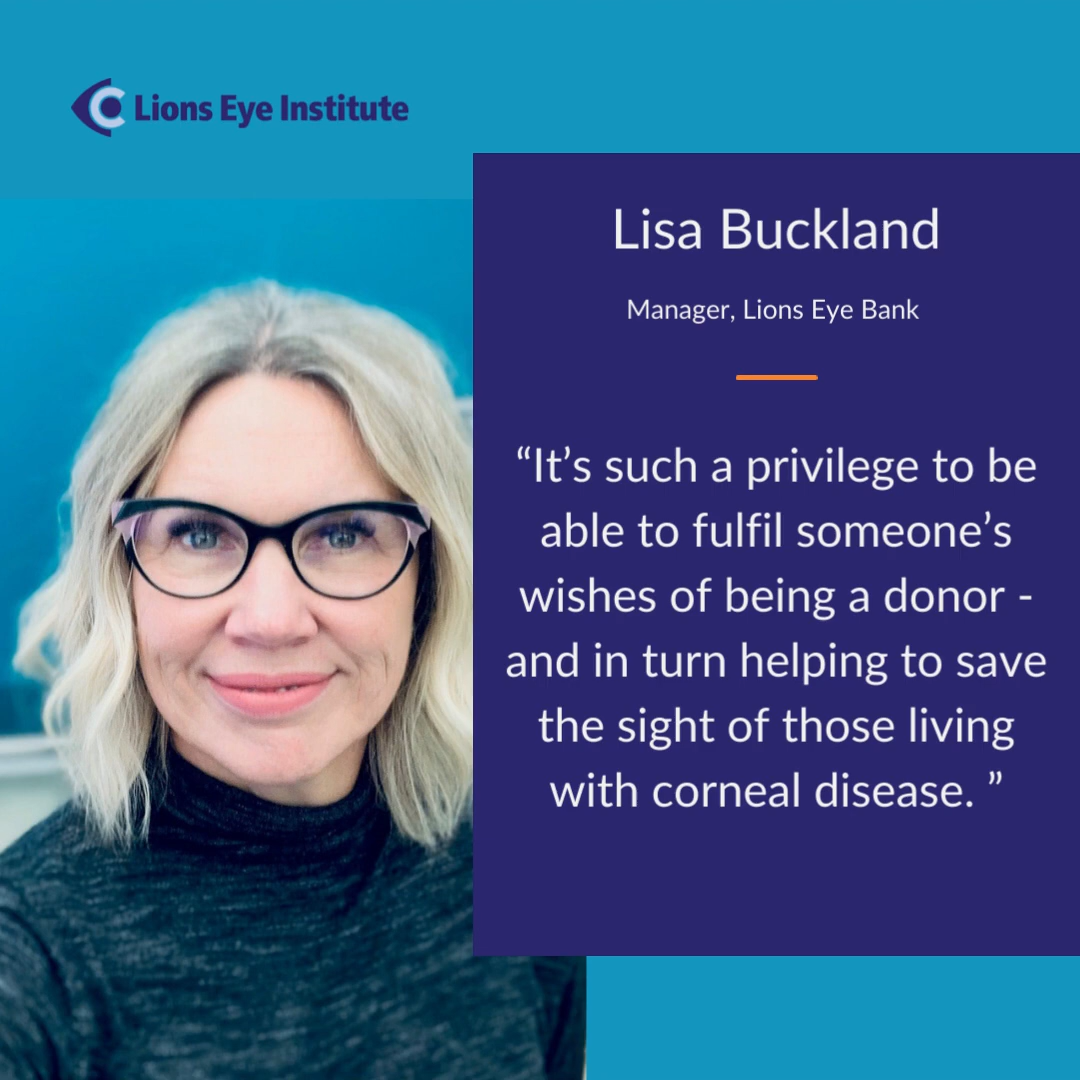 Lions Eye Institute
Lisa Buckland
Manager, Lions Eye Bank
“It’s such a privilege to be
able to fulfil someone’s
wishes of being a donor -
and in turn helping to save
the sight of those living
with corneal disease. ”